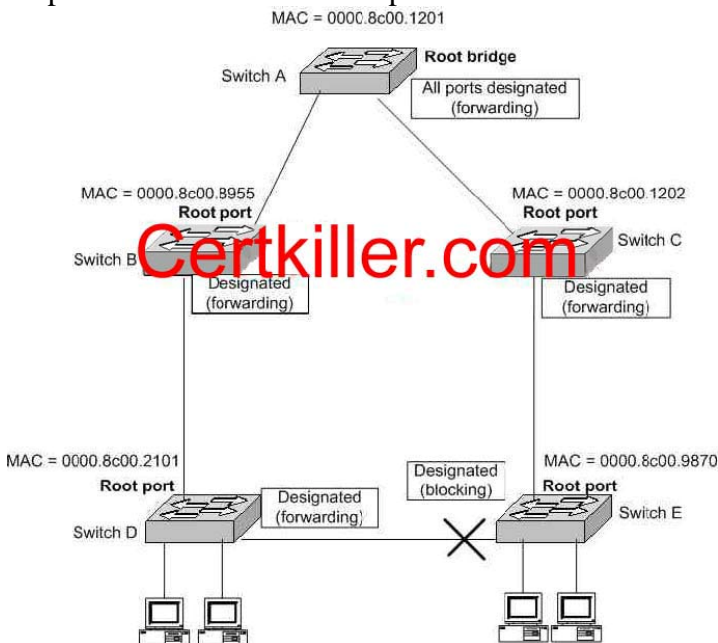 MAC = 0000.8c00.1201
Root bridge
Switch A
All ports designated
(forwarding)
MAC = 0000.8c00.8955
Root port
MAC = 0000.8c00.1202
Root port
Switch B
Certkiller.com
Switch C
Designated
(forwarding)
Designated
(forwarding)
MAC = 0000.8c00.2101
Root port
Designated
(blocking)
MAC = 0000.8c00.9870
Root port
Designated
(forwarding)
Switch D
Switch E